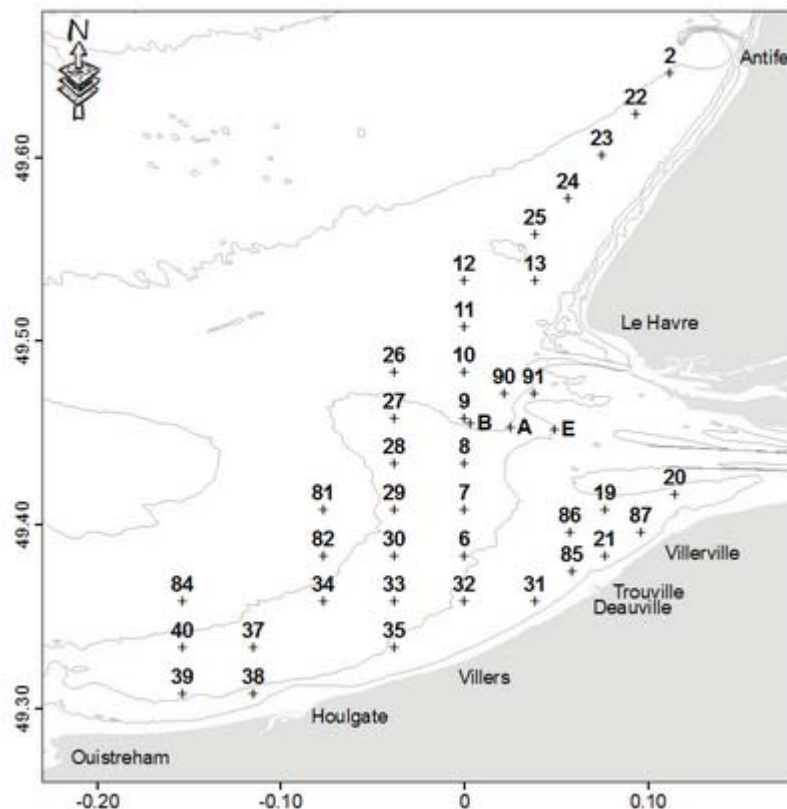 N
2
Antife
22
23
49.60
24
25
12 13
11
Le Havre
49.50
26 10
90 91
27 9
B A E
28 8
20
81 29 7 19
49.40
86 87
82 30 6 21
Villerville
85
84 34 33 32 31
Trouville
Deauville
40 37 35
Villers
39 38
49.30
Houlgate
Ouistreham
-0.20 -0.10 0 0.10